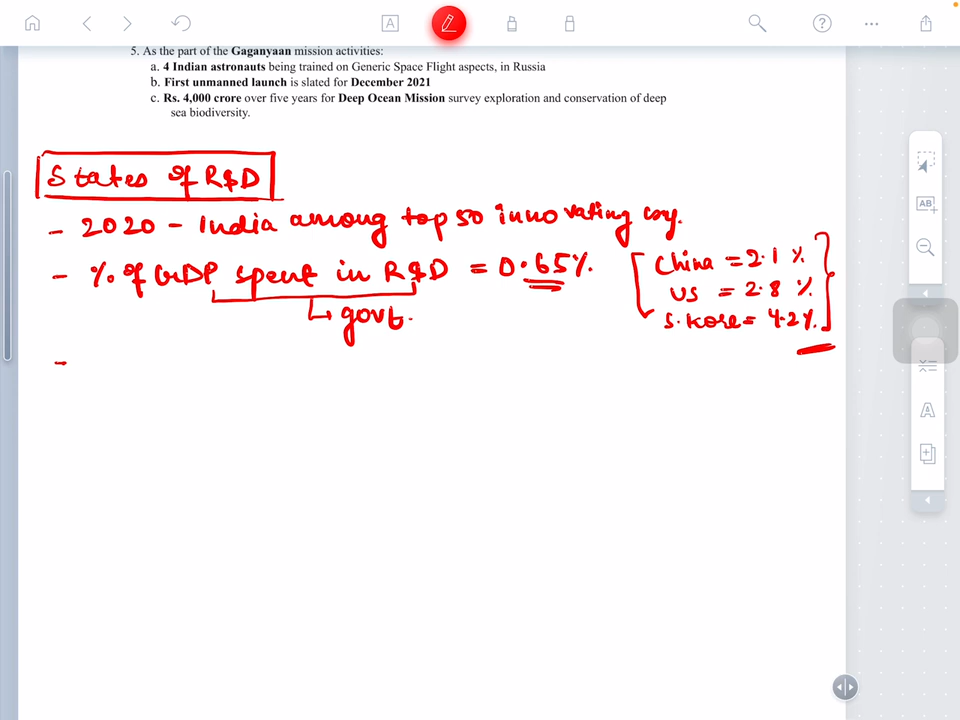 5. As the part of the Gaganyaan mission activities:
a. 4 Indian astronauts being trained on Generic Space Flight aspects, in Russia
b. First unmanned launch is slated for December 2021
c. Rs. 4,000 crore over five years for Deep Ocean Mission survey exploration and conservation of deep
sea biodiversity.
States of R&D
- 2020 - India among top 50 innovating
- % of GDP spent in R&D = 0.65%.
govt.
China = 2.1 %
US = 2.8 %
S. Kore = 4.2%.
-